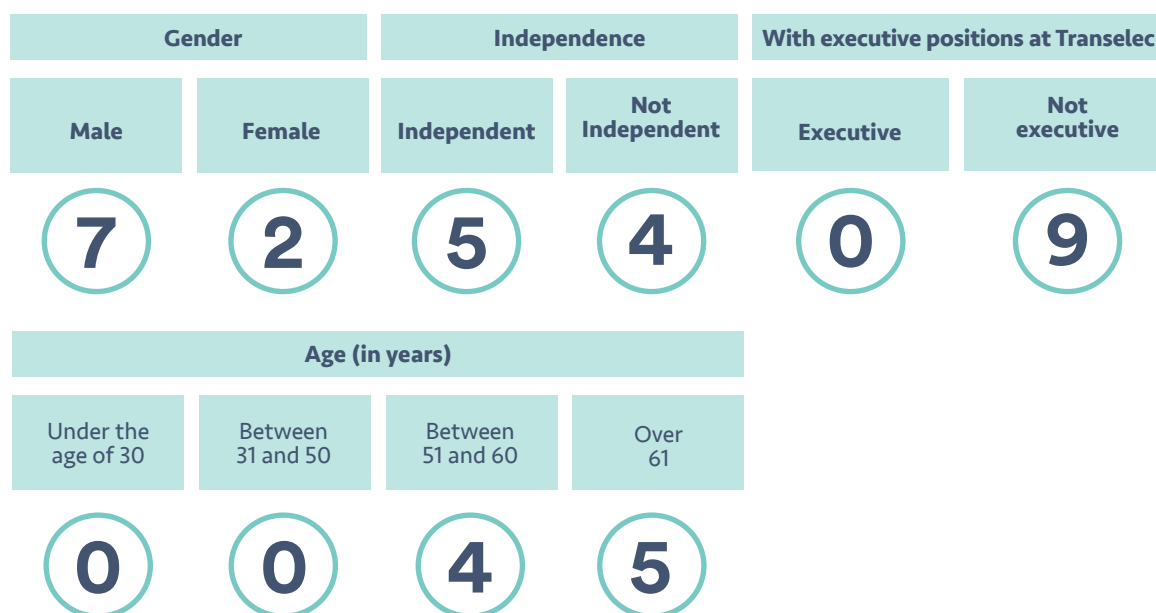 Gender
Independence
With executive positions at Transelec
Male
Female
Independent
Not
Independent
Executive
Not
executive
7
2
5
4
0
9
Age (in years)
Under the
age of 30
Between
31 and 50
Between
51 and 60
Over
61
0
0
4
5